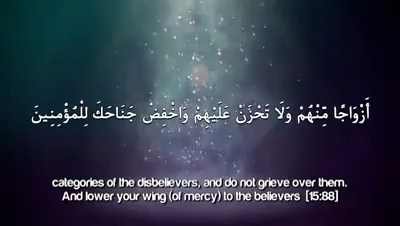 أَزْوَاجًا مِّنْهُمْ وَلَا تَحْزَنْ عَلَيْهِمْ وَاخْفِضْ جَنَاحَكَ لِلْمُؤْمِنِينَ
categories of the disbelievers, and do not grieve over them.
And lower your wing (of mercy) to the believers [15:88]